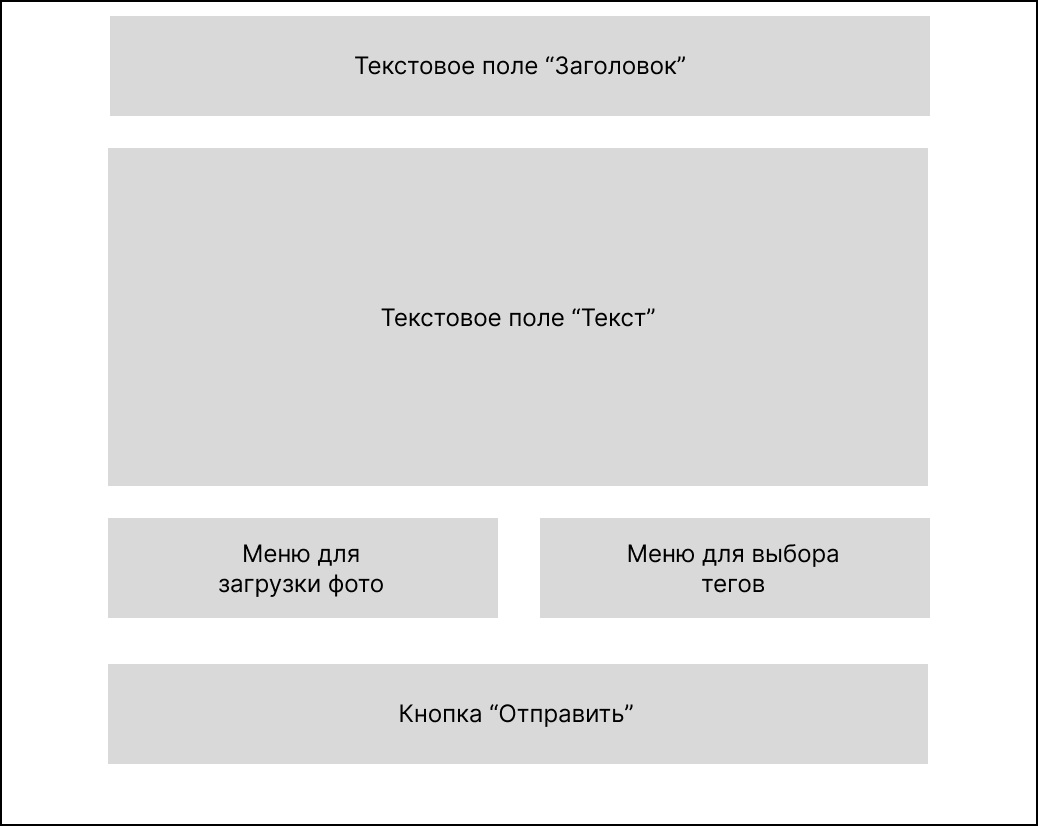 Текстовое поле “Заголовок”
Текстовое поле “Текст”
Меню для
загрузки фото
Меню для выбора
тегов
Кнопка “Отправить”